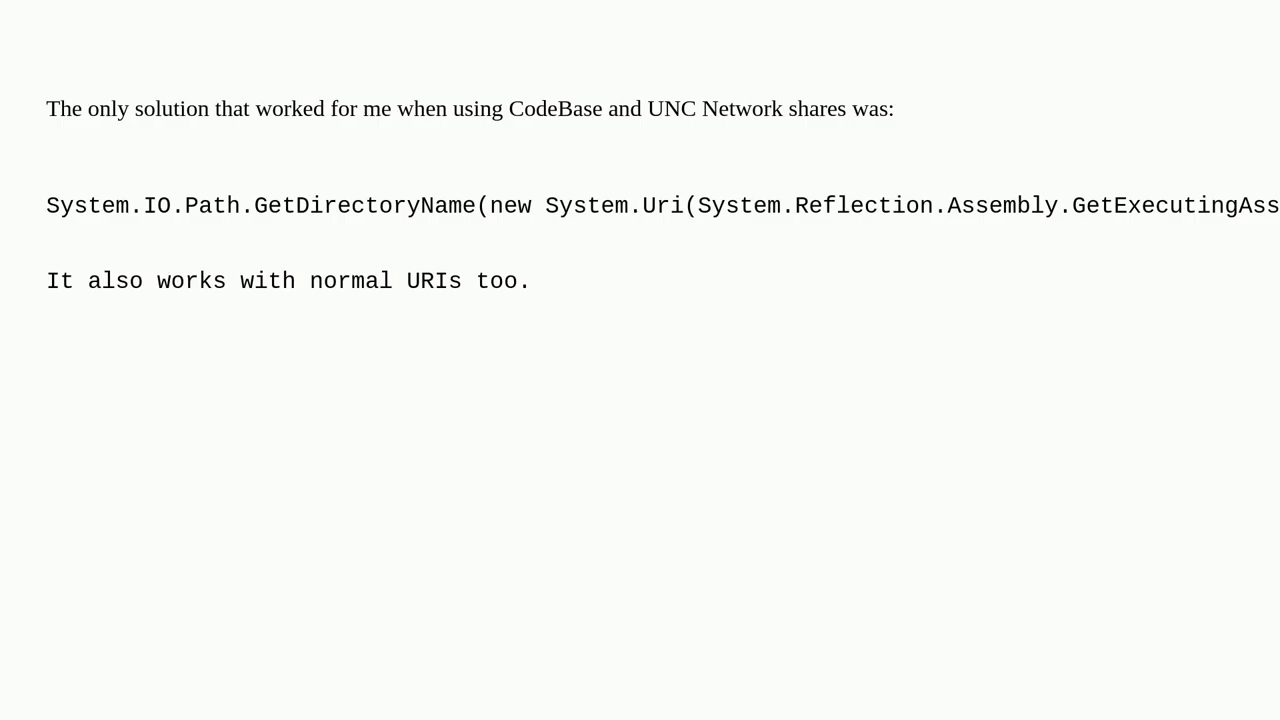 The only solution that worked for me when using CodeBase and UNC Network shares was:
System.IO.Path.GetDirectoryName(new System.Uri(System.Reflection.Assembly.GetExecutingAss
It also works with normal URIs too.